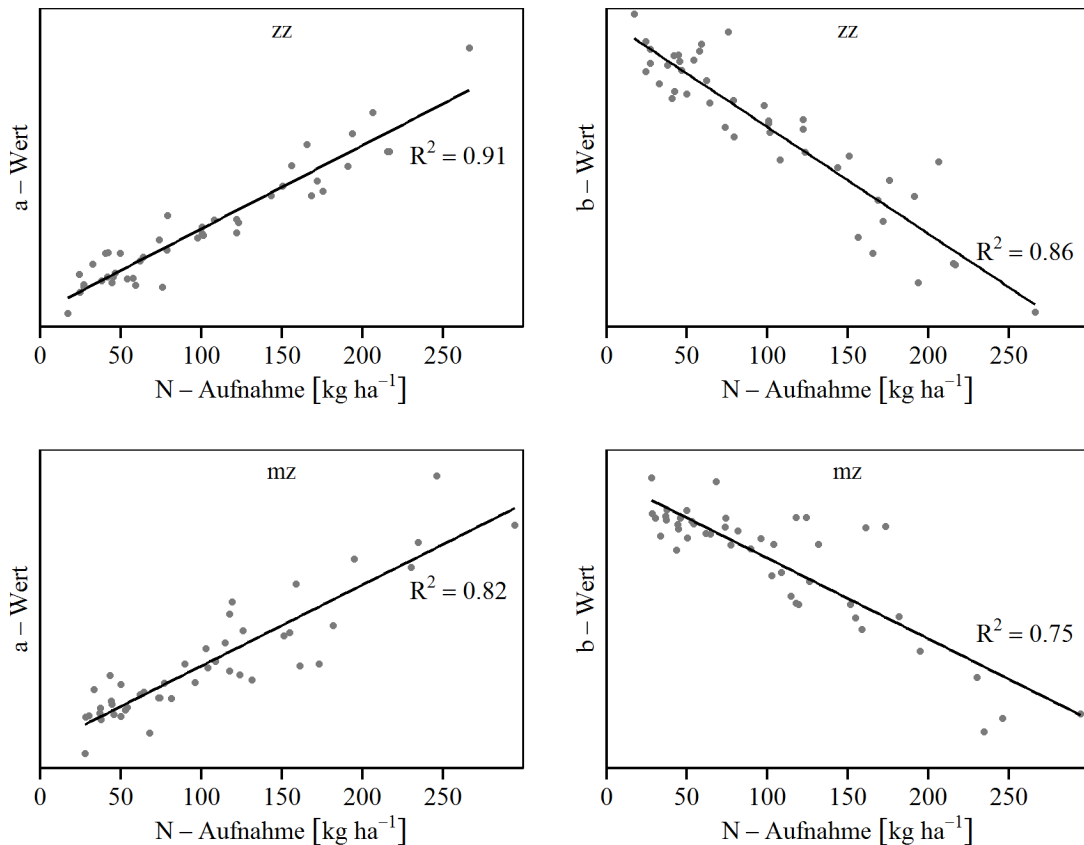 zz
a – Wert
R² = 0.91
0 50 100 150 200 250
N – Aufnahme [kg ha⁻¹]
zz
b – Wert
R² = 0.86
0 50 100 150 200 250
N – Aufnahme [kg ha⁻¹]
mz
a – Wert
R² = 0.82
0 50 100 150 200 250
N – Aufnahme [kg ha⁻¹]
mz
b – Wert
R² = 0.75
0 50 100 150 200 250
N – Aufnahme [kg ha⁻¹]